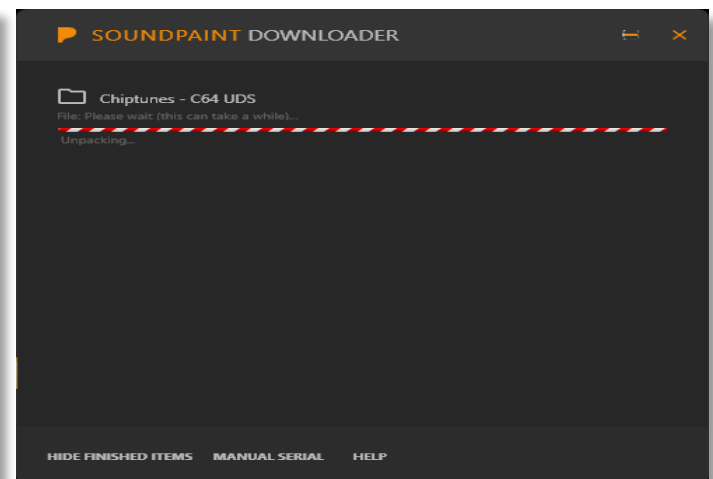 SOUNDPAINT DOWNLOADER
Chiptunes - C64 UDS
File: Please wait (this can take a while)...
Unpacking...
HIDE FINISHED ITEMS MANUAL SERIAL HELP